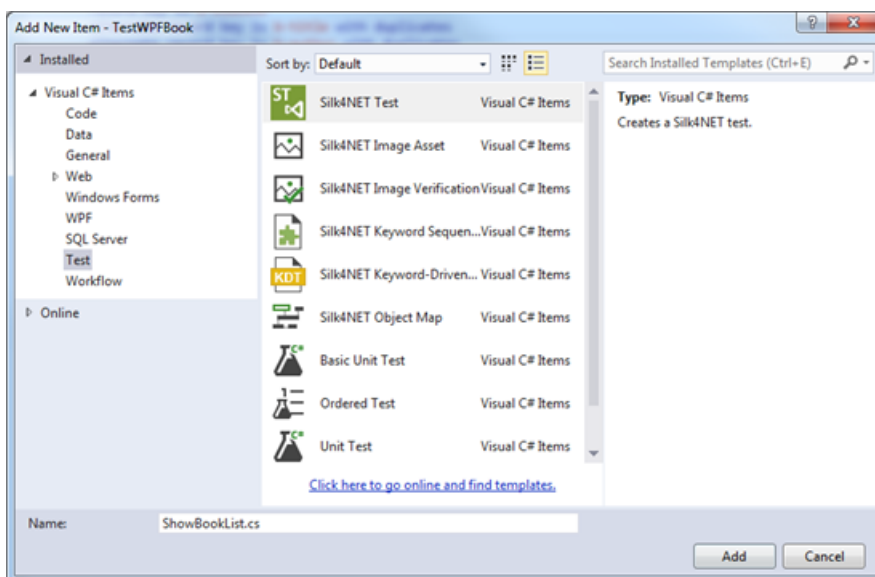 Add New Item - TestWPFBook
Installed
Visual C# Items
Code
Data
General
Web
Windows Forms
WPF
SQL Server
Test
Workflow
Online
Sort by: Default
ST
Silk4NET Test Visual C# Items
Silk4NET Image Asset Visual C# Items
Silk4NET Image Verification Visual C# Items
Silk4NET Keyword Sequen... Visual C# Items
KDT
Silk4NET Keyword-Driven... Visual C# Items
Silk4NET Object Map Visual C# Items
C#
Basic Unit Test Visual C# Items
Ordered Test Visual C# Items
C#
Unit Test Visual C# Items
Click here to go online and find templates.
Search Installed Templates (Ctrl+E)
Type: Visual C# Items
Creates a Silk4NET test.
Name: ShowBookList.cs
Add Cancel